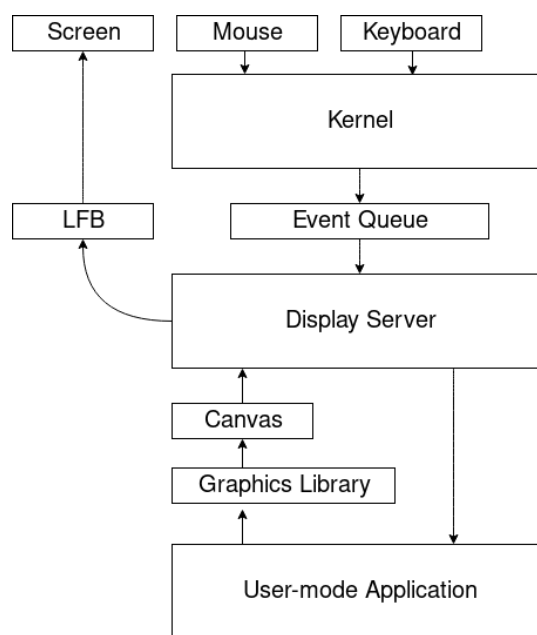 Screen
Mouse
Keyboard
Kernel
LFB
Event Queue
Display Server
Canvas
Graphics Library
User-mode Application